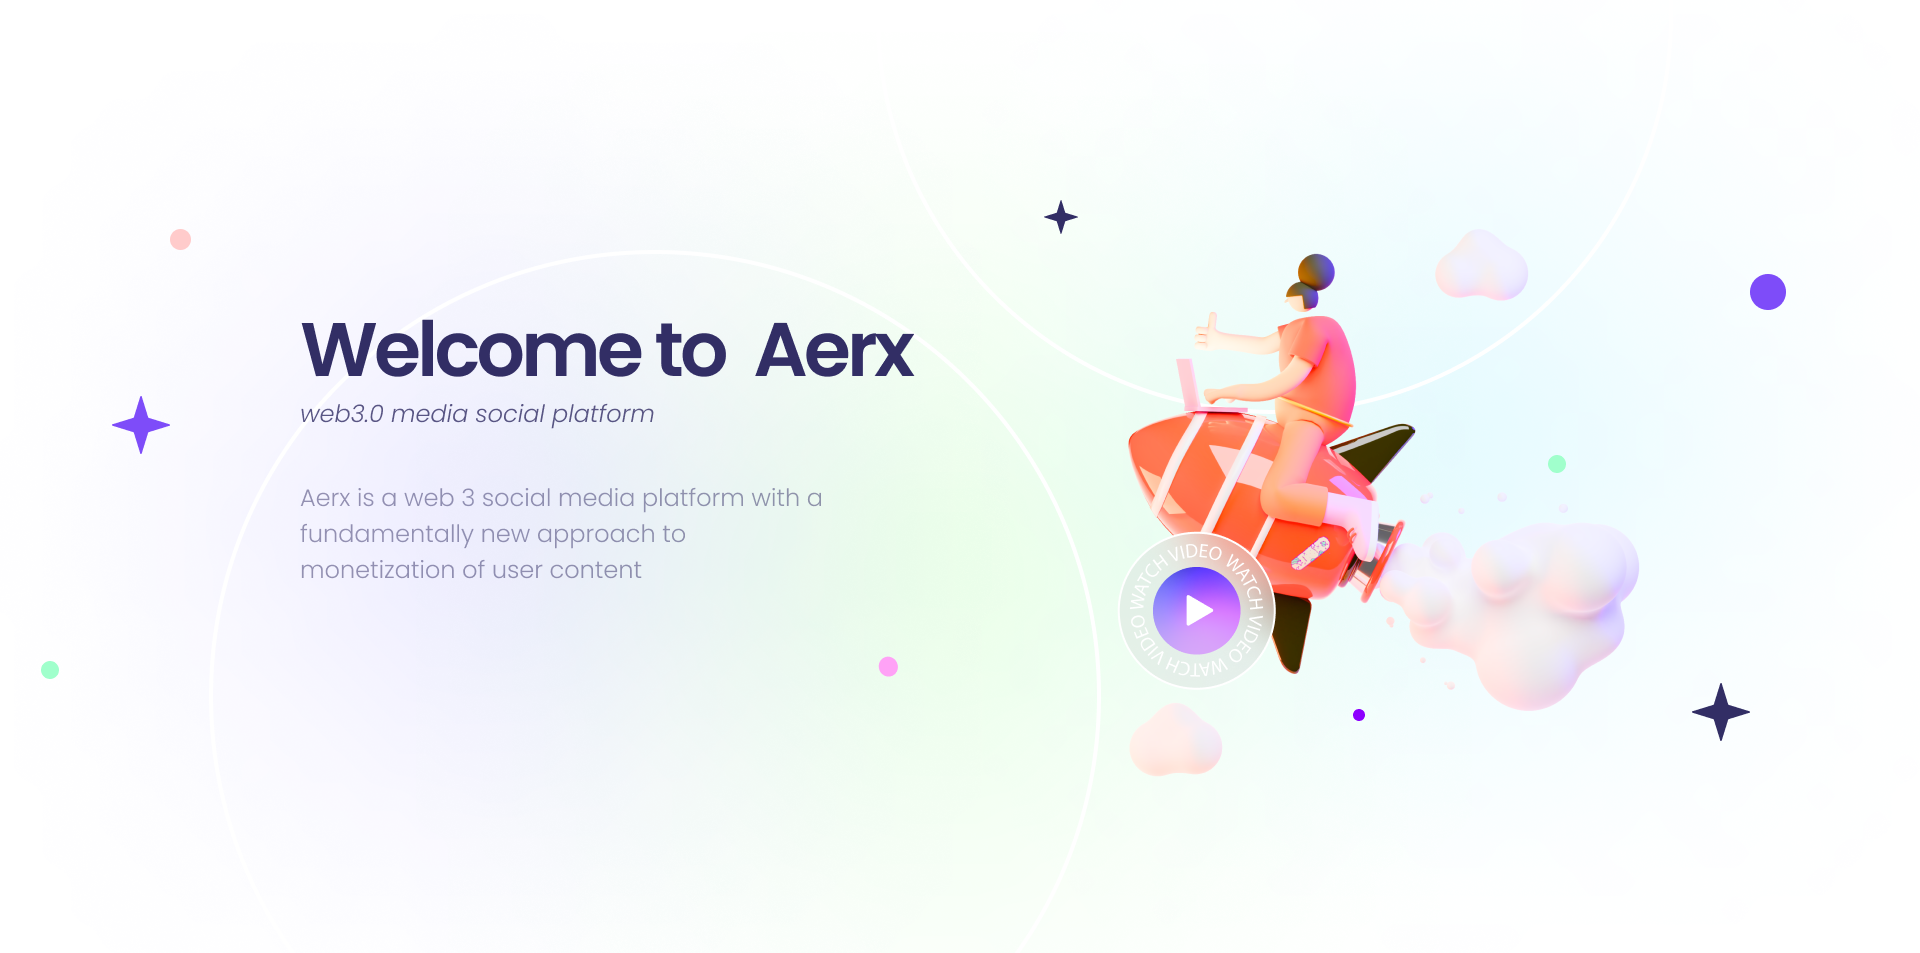 Welcome to Aerx
web3.0 media social platform
Aerx is a web 3 social media platform with a
fundamentally new approach to
monetization of user content
WATCH VIDEO WATCH VIDEO WATCH VIDEO